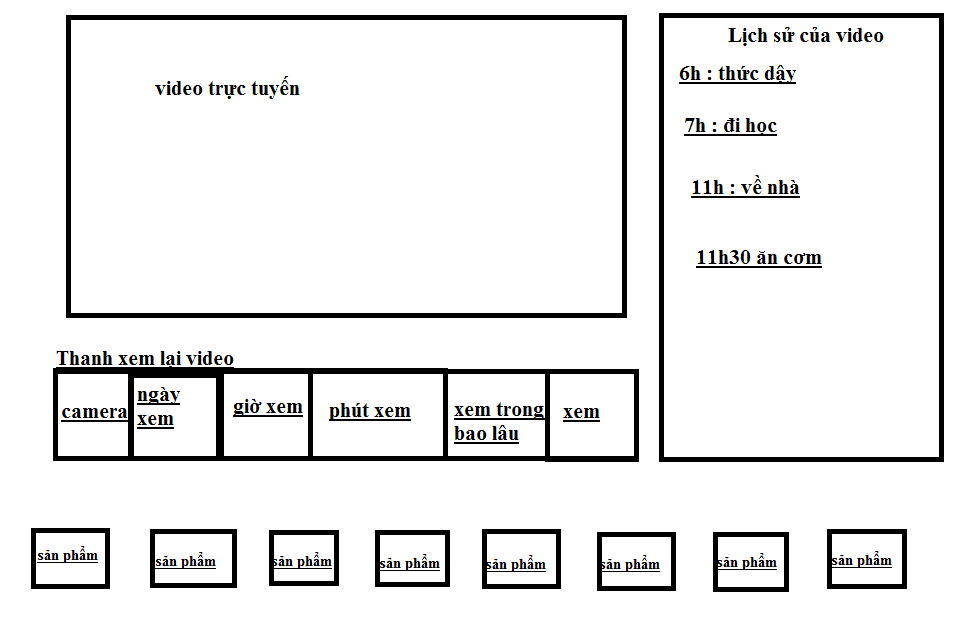 video trực tuyến
Lịch sử của video
6h : thức dậy
7h : đi học
11h : về nhà
11h30 ăn cơm
Thanh xem lại video
camera
ngày
xem
giờ xem
phút xem
xem trong
bao lâu
xem
sản phẩm
sản phẩm
sản phẩm
sản phẩm
sản phẩm
sản phẩm
sản phẩm
sản phẩm